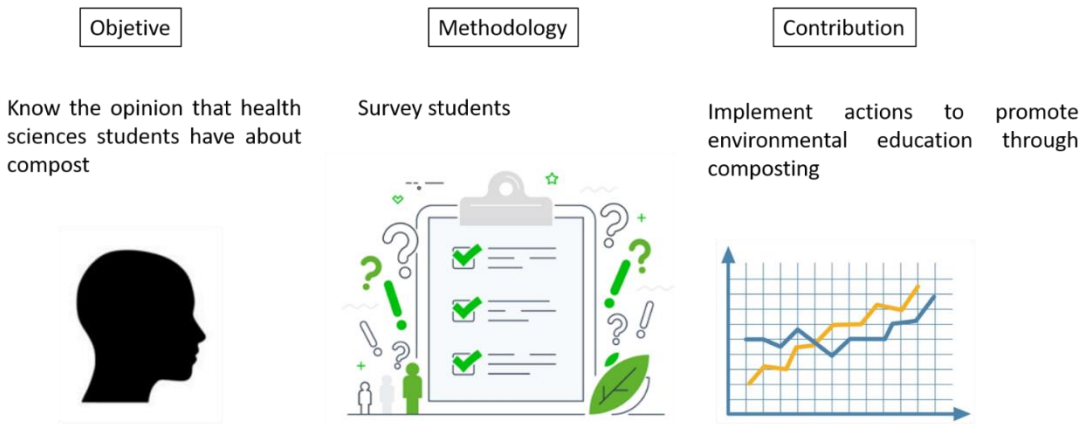 Objetive
Methodology
Contribution
Know the opinion that health
sciences students have about
compost
Survey students
Implement actions to promote
environmental education through
composting